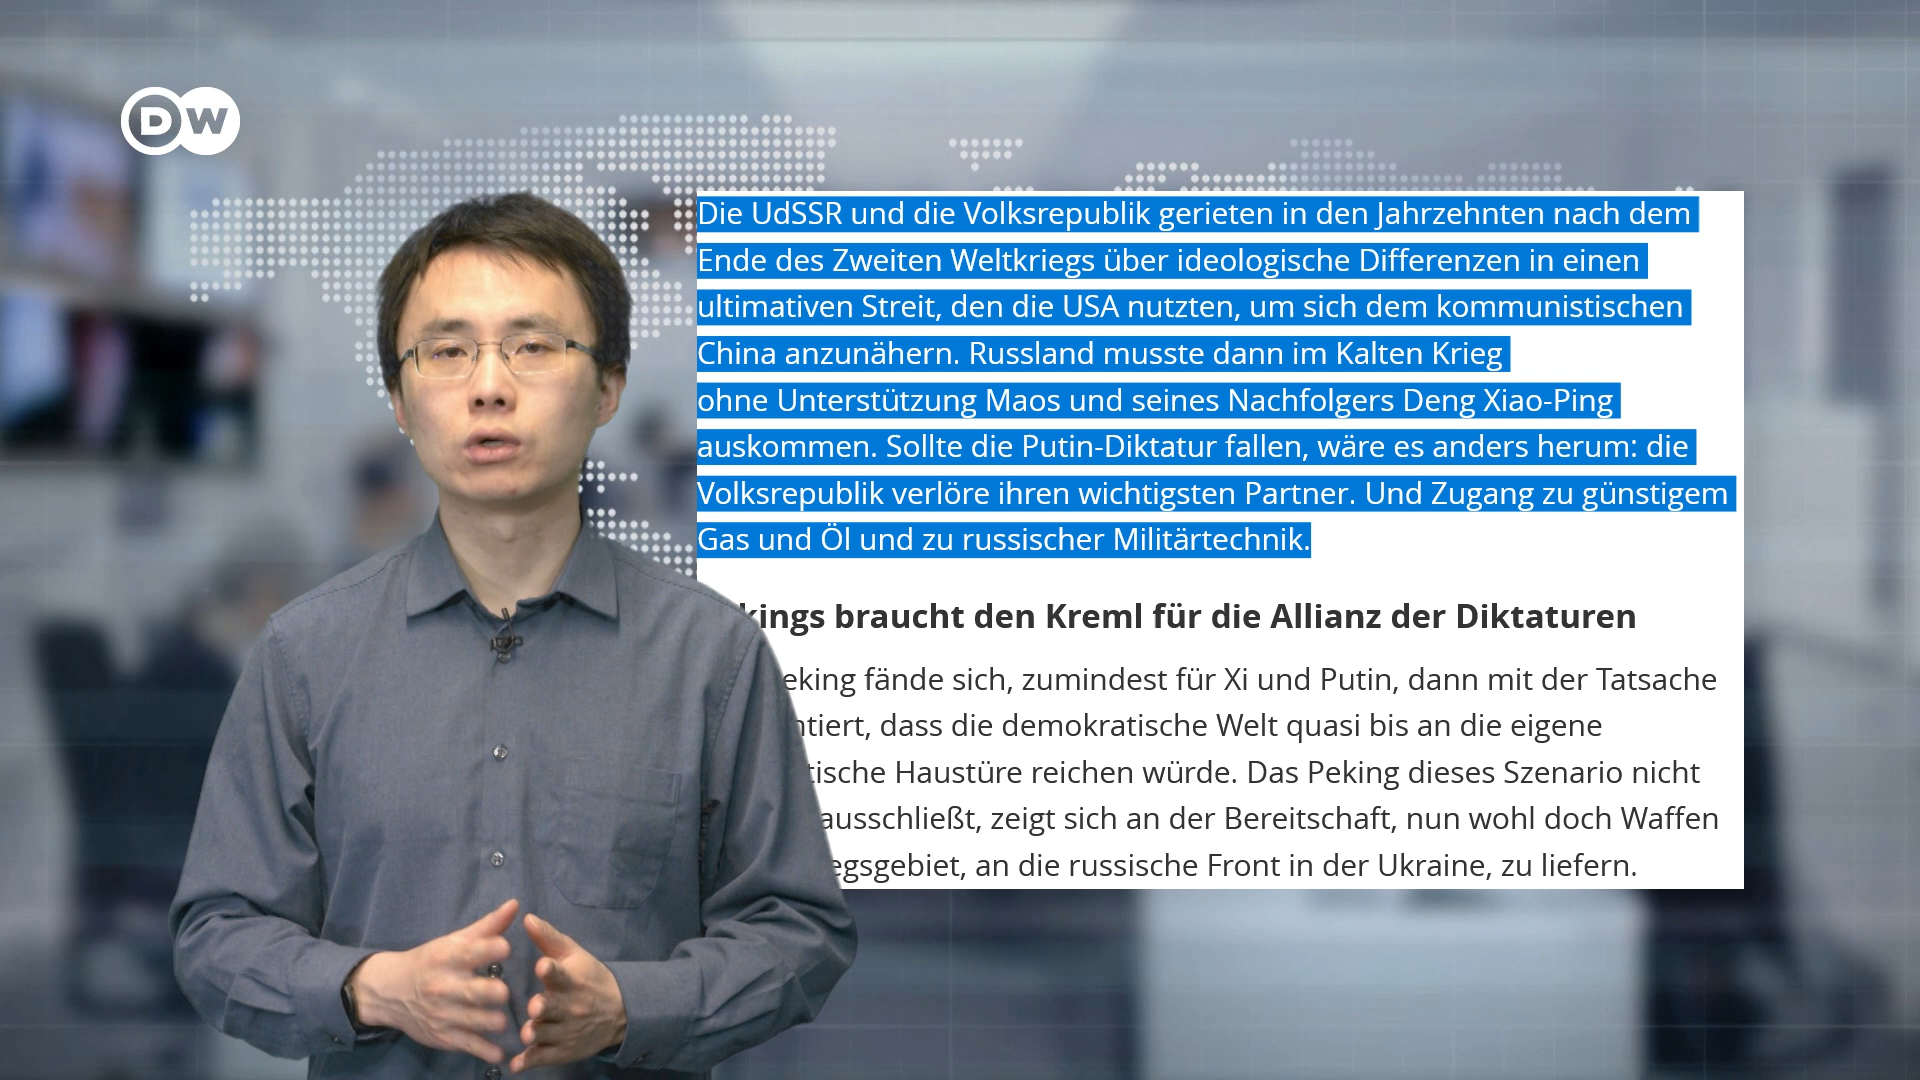 DW
Die UdSSR und die Volksrepublik gerieten in den Jahrzehnten nach dem
Ende des Zweiten Weltkriegs über ideologische Differenzen in einen
ultimativen Streit, den die USA nutzten, um sich dem kommunistischen
China anzunähern. Russland musste dann im Kalten Krieg
ohne Unterstützung Maos und seines Nachfolgers Deng Xiao-Ping
auskommen. Sollte die Putin-Diktatur fallen, wäre es anders herum: die
Volksrepublik verlöre ihren wichtigsten Partner. Und Zugang zu günstigem
Gas und Öl und zu russischer Militärtechnik.
kings braucht den Kreml für die Allianz der Diktaturen
eking fände sich, zumindest für Xi und Putin, dann mit der Tatsache
ntiert, dass die demokratische Welt quasi bis an die eigene
tische Haustüre reichen würde. Das Peking dieses Szenario nicht
ausschließt, zeigt sich an der Bereitschaft, nun wohl doch Waffen
egsgebiet, an die russische Front in der Ukraine, zu liefern.